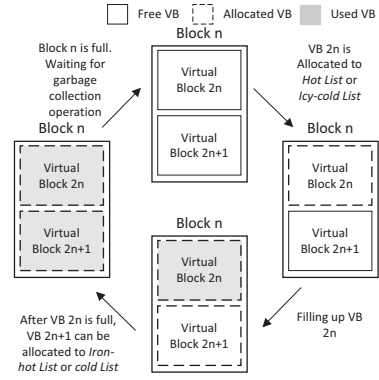 Free VB
Allocated VB
Used VB
Block n
Block n is full.
Waiting for
garbage
collection
operation
Virtual
Block 2n
Virtual
Block 2n+1
VB 2n is
Allocated to
Hot List or
Icy-cold List
Block n
Virtual
Block 2n
Virtual
Block 2n+1
Block n
Virtual
Block 2n
Virtual
Block 2n+1
Block n
Virtual
Block 2n
Virtual
Block 2n+1
After VB 2n is full,
VB 2n+1 can be
allocated to Iron-
hot List or cold List
Filling up VB
2n